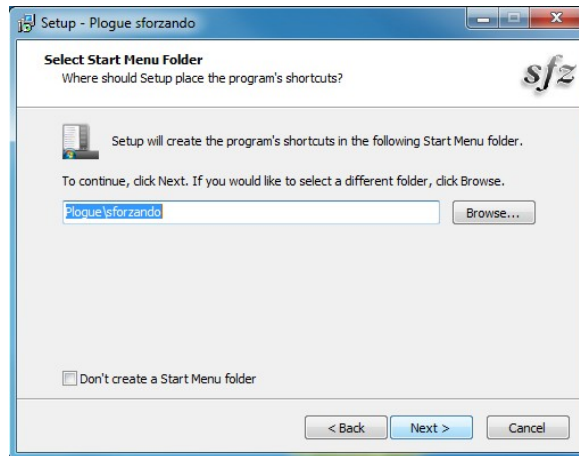 Setup - Plogue sforzando
Select Start Menu Folder
Where should Setup place the program's shortcuts?
sfz
Setup will create the program's shortcuts in the following Start Menu folder.
To continue, click Next. If you would like to select a different folder, click Browse.
Plogue\sforzando
Browse...
Don't create a Start Menu folder
< Back
Next >
Cancel